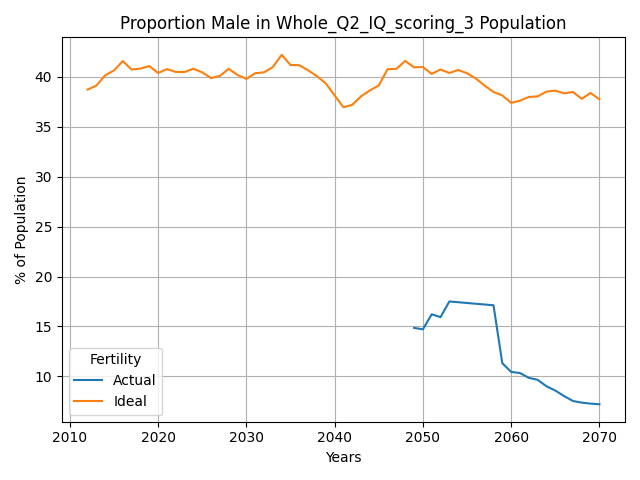 Proportion Male in Whole_Q2_IQ_scoring_3 Population
% of Population
40
35
30
25
20
15
10
Fertility
Actual
Ideal
2010 2020 2030 2040 2050 2060 2070
Years